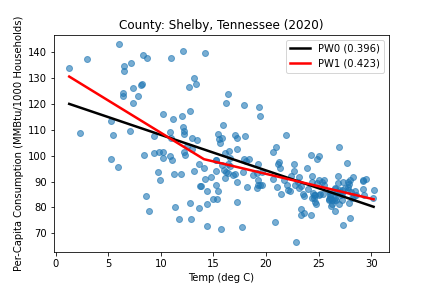 County: Shelby, Tennessee (2020)
PW0 (0.396)
PW1 (0.423)
Per-Capita Consumption (MMBtu/1000 Households)
140
130
120
110
100
90
80
70
0 5 10 15 20 25 30
Temp (deg C)